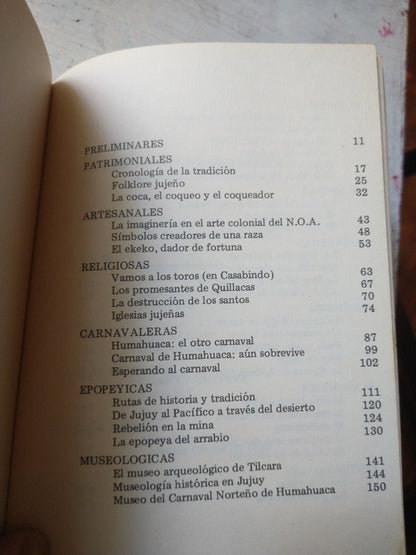 PRELIMINARES 11
PATRIMONIALES
Cronología de la tradición 17
Folklore jujeño 25
La coca, el coqueo y el coqueador 32
ARTESANALES
La imaginería en el arte colonial del N.O.A. 43
Símbolos creadores de una raza 48
El ekeko, dador de fortuna 53
RELIGIOSAS
Vamos a los toros (en Casabindo) 63
Los promesantes de Quillacas 67
La destrucción de los santos 70
Iglesias jujeñas 74
CARNAVALERAS
Humahuaca: el otro carnaval 87
Carnaval de Humahuaca: aún sobrevive 99
Esperando al carnaval 102
EPOPEYICAS
Rutas de historia y tradición 111
De Jujuy al Pacífico a través del desierto 120
Rebelión en la mina 124
La epopeya del arrabio 130
MUSEOLOGICAS
El museo arqueológico de Tilcara 141
Museología histórica en Jujuy 144
Museo del Carnaval Norteño de Humahuaca 150